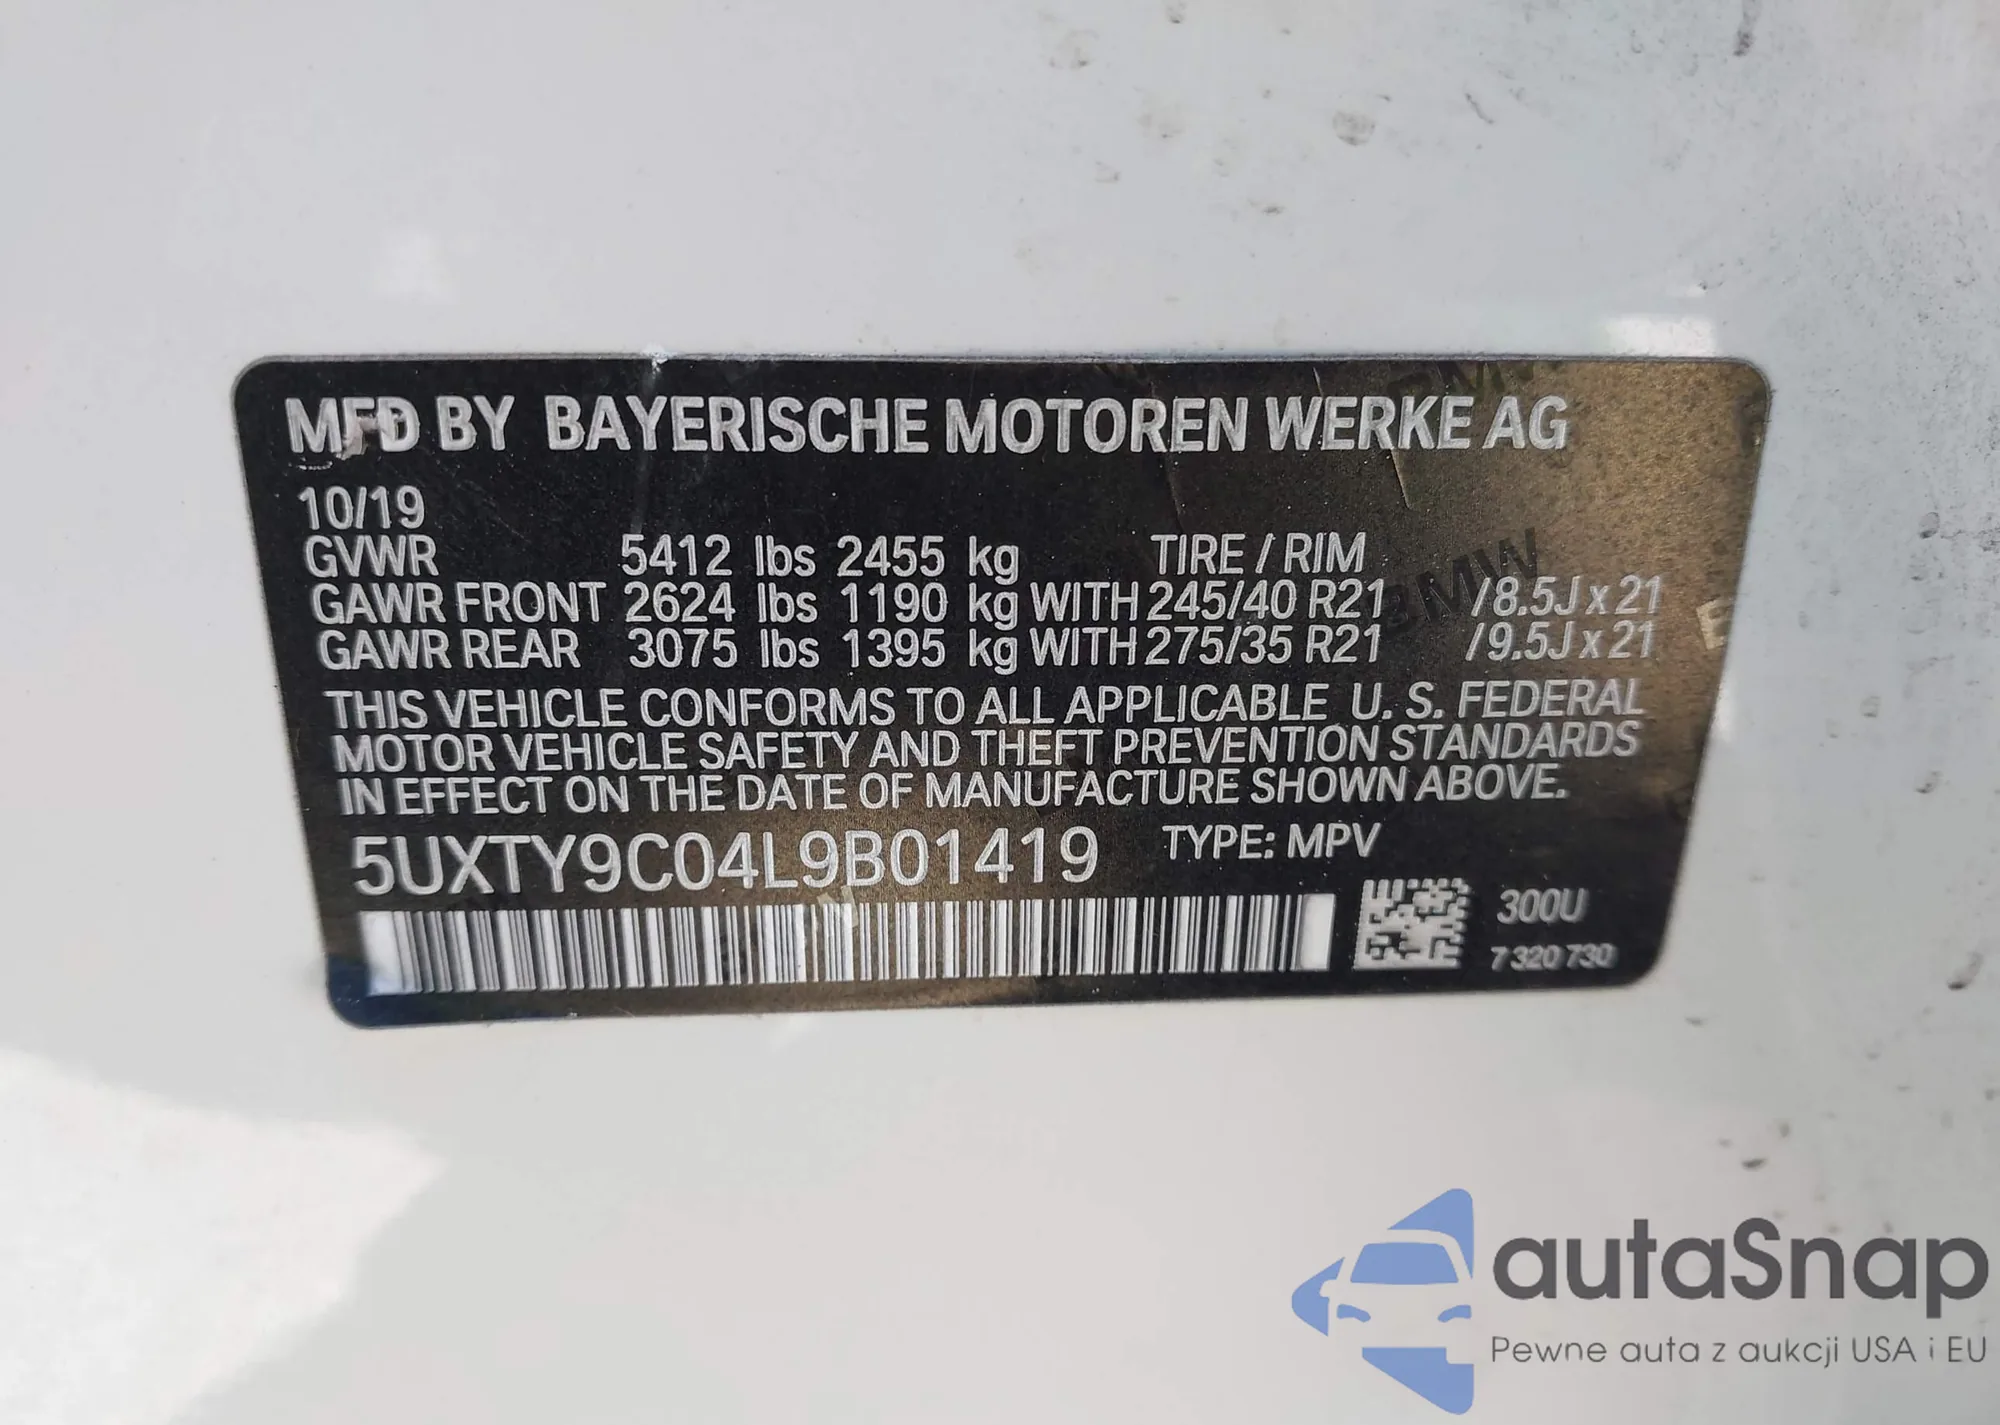 MFD BY BAYERISCHE MOTOREN WERKE AG
10/19
GVWR 5412 lbs 2455 kg TIRE / RIM
GAWR FRONT 2624 lbs 1190 kg WITH 245/40 R21 /8.5J x 21
GAWR REAR 3075 lbs 1395 kg WITH 275/35 R21 /9.5J x 21
THIS VEHICLE CONFORMS TO ALL APPLICABLE U. S. FEDERAL
MOTOR VEHICLE SAFETY AND THEFT PREVENTION STANDARDS
IN EFFECT ON THE DATE OF MANUFACTURE SHOWN ABOVE.
5UXTY9C04L9B01419 TYPE: MPV
300U
7 320 730
BMW
BMW
autaSnap
Pewne auta z aukcji USA i EU